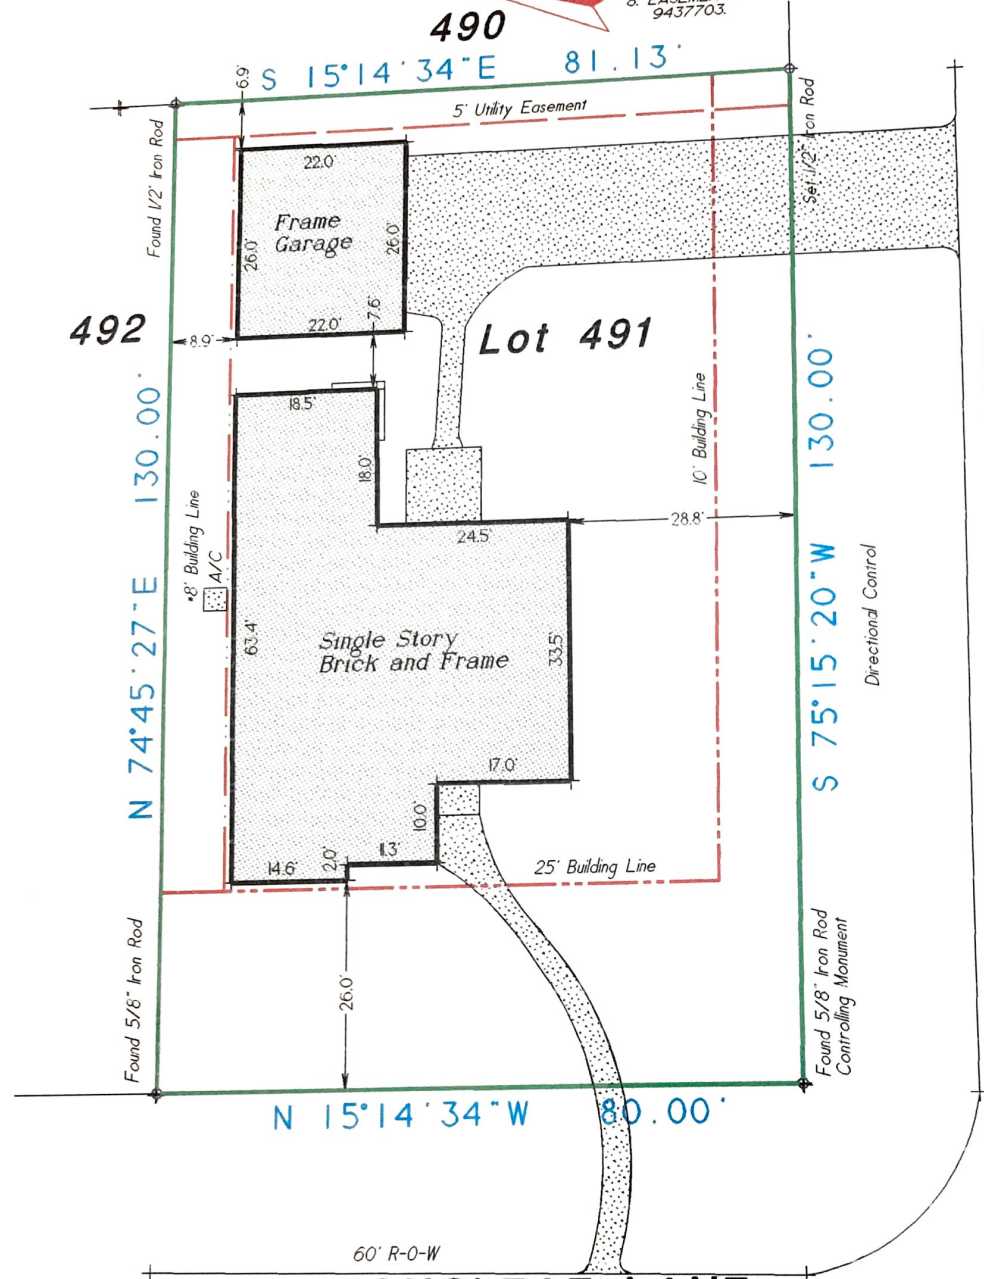 8. EASEME
9437703.
490
S 15°14'34"E 81.13'
6.9'
5' Utility Easement
Found 1/2" Iron Rod
Set 1/2" Iron Rod
22.0'
Frame
Garage
26.0'
26.0'
22.0'
7.6'
492
8.9'
Lot 491
18.5'
18.0'
130.00'
130.00'
10' Building Line
24.5'
28.8'
*8' Building Line
A/C
63.4'
Single Story
Brick and Frame
33.5'
Directional Control
N 74°45'27"E
S 75°15'20"W
17.0'
10.0'
11.3'
2.0'
14.6'
25' Building Line
26.0'
Found 5/8" Iron Rod
Found 5/8" Iron Rod
Controlling Monument
N 15°14'34"W 80.00'
60' R-O-W